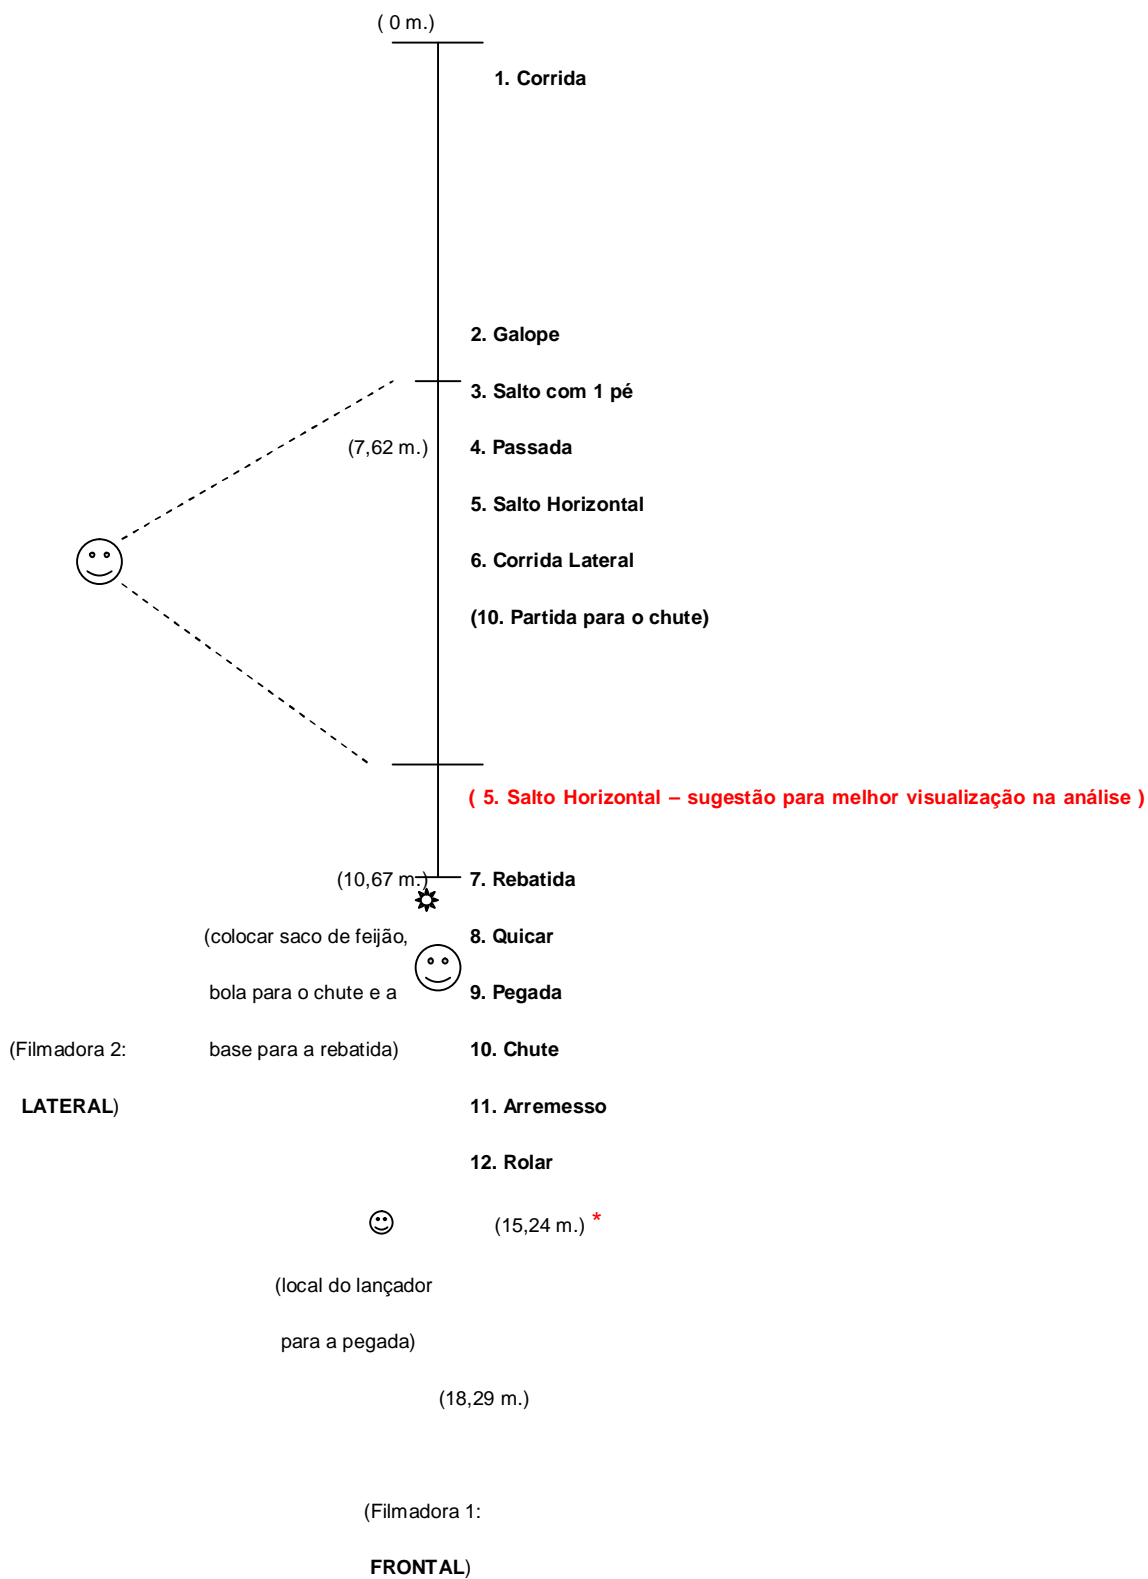 ( 0 m.)
1. Corrida
2. Galope
3. Salto com 1 pé
(7,62 m.) 4. Passada
5. Salto Horizontal
6. Corrida Lateral
(10. Partida para o chute)
( 5. Salto Horizontal – sugestão para melhor visualização na análise )
(10,67 m.) 7. Rebatida
(colocar saco de feijão, 8. Quicar
bola para o chute e a 9. Pegada
(Filmadora 2: base para a rebatida) 10. Chute
LATERAL) 11. Arremesso
12. Rolar
(15,24 m.) *
(local do lançador
para a pegada)
(18,29 m.)
(Filmadora 1:
FRONTAL)